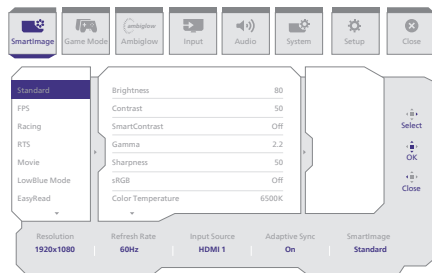 ambiglow
SmartImage
Game Mode
Ambiglow
Input
Audio
System
Setup
Close
Standard
FPS
Racing
RTS
Movie
LowBlue Mode
EasyRead
Brightness 80
Contrast 50
SmartContrast Off
Gamma 2.2
Sharpness 50
sRGB Off
Color Temperature 6500K
Select
OK
Close
Resolution Refresh Rate Input Source Adaptive Sync SmartImage
1920x1080 60Hz HDMI 1 On Standard